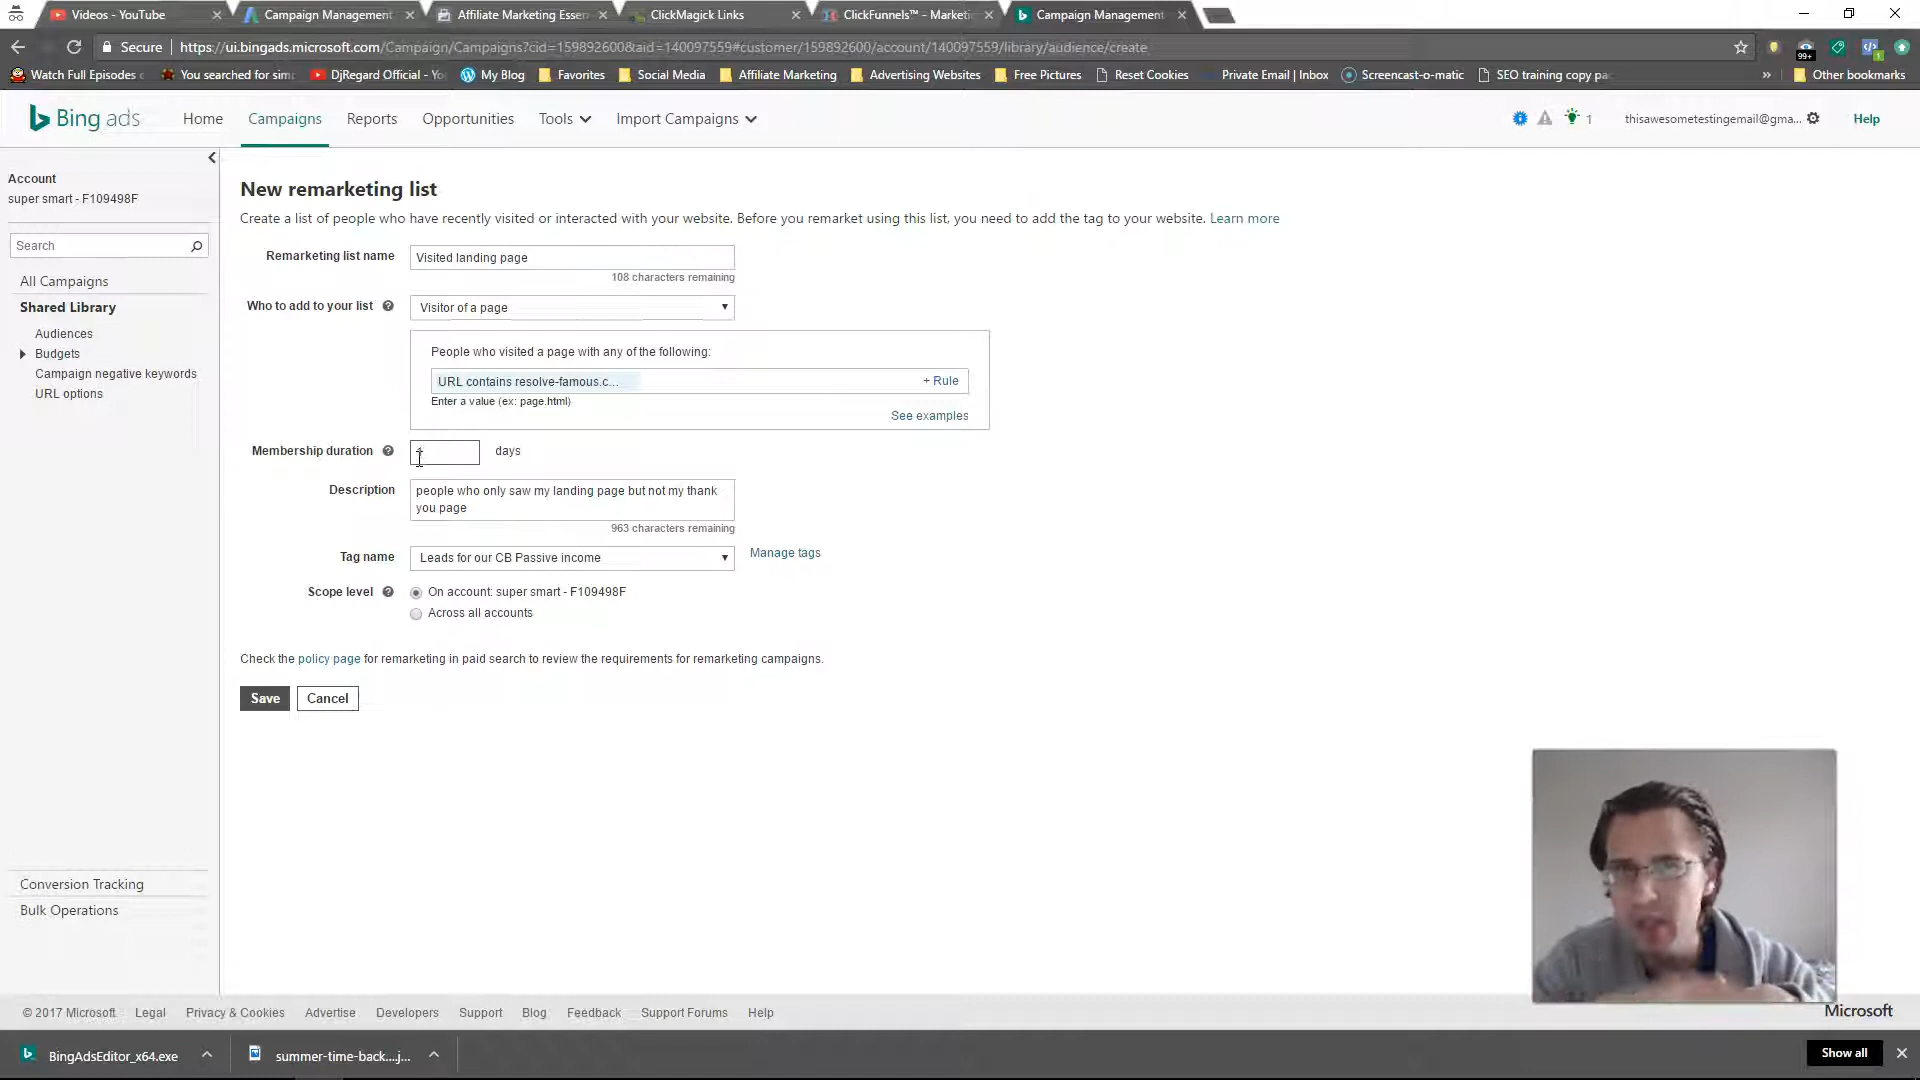 Videos - YouTube
Campaign Management
Affiliate Marketing Essen
ClickMagick Links
ClickFunnels™ - Marketi
Campaign Management
Secure
https://ui.bingads.microsoft.com/Campaign/Campaigns?cid=159892600&aid=140097559#customer/159892600/account/140097559/library/audience/create
99+
1
Watch Full Episodes
You searched for sim
DjRegard Official - Yo
My Blog
Favorites
Social Media
Affiliate Marketing
Advertising Websites
Free Pictures
Reset Cookies
Private Email | Inbox
Screencast-o-matic
SEO training copy pa
»
Other bookmarks
Bing ads
Home
Campaigns
Reports
Opportunities
Tools
Import Campaigns
1
thisawesometestingemail@gma...
Help
Account
super smart - F109498F
Search
All Campaigns
Shared Library
Audiences
Budgets
Campaign negative keywords
URL options
Conversion Tracking
Bulk Operations
New remarketing list
Create a list of people who have recently visited or interacted with your website. Before you remarket using this list, you need to add the tag to your website. Learn more
Remarketing list name
Visited landing page
108 characters remaining
Who to add to your list
Visitor of a page
People who visited a page with any of the following:
URL contains resolve-famous.c...
+ Rule
Enter a value (ex: page.html)
See examples
Membership duration
days
Description
people who only saw my landing page but not my thank
you page
963 characters remaining
Tag name
Leads for our CB Passive income
Manage tags
Scope level
On account: super smart - F109498F
Across all accounts
Check the policy page for remarketing in paid search to review the requirements for remarketing campaigns.
Save
Cancel
© 2017 Microsoft
Legal
Privacy & Cookies
Advertise
Developers
Support
Blog
Feedback
Support Forums
Help
Microsoft
BingAdsEditor_x64.exe
summer-time-back....j...
Show all